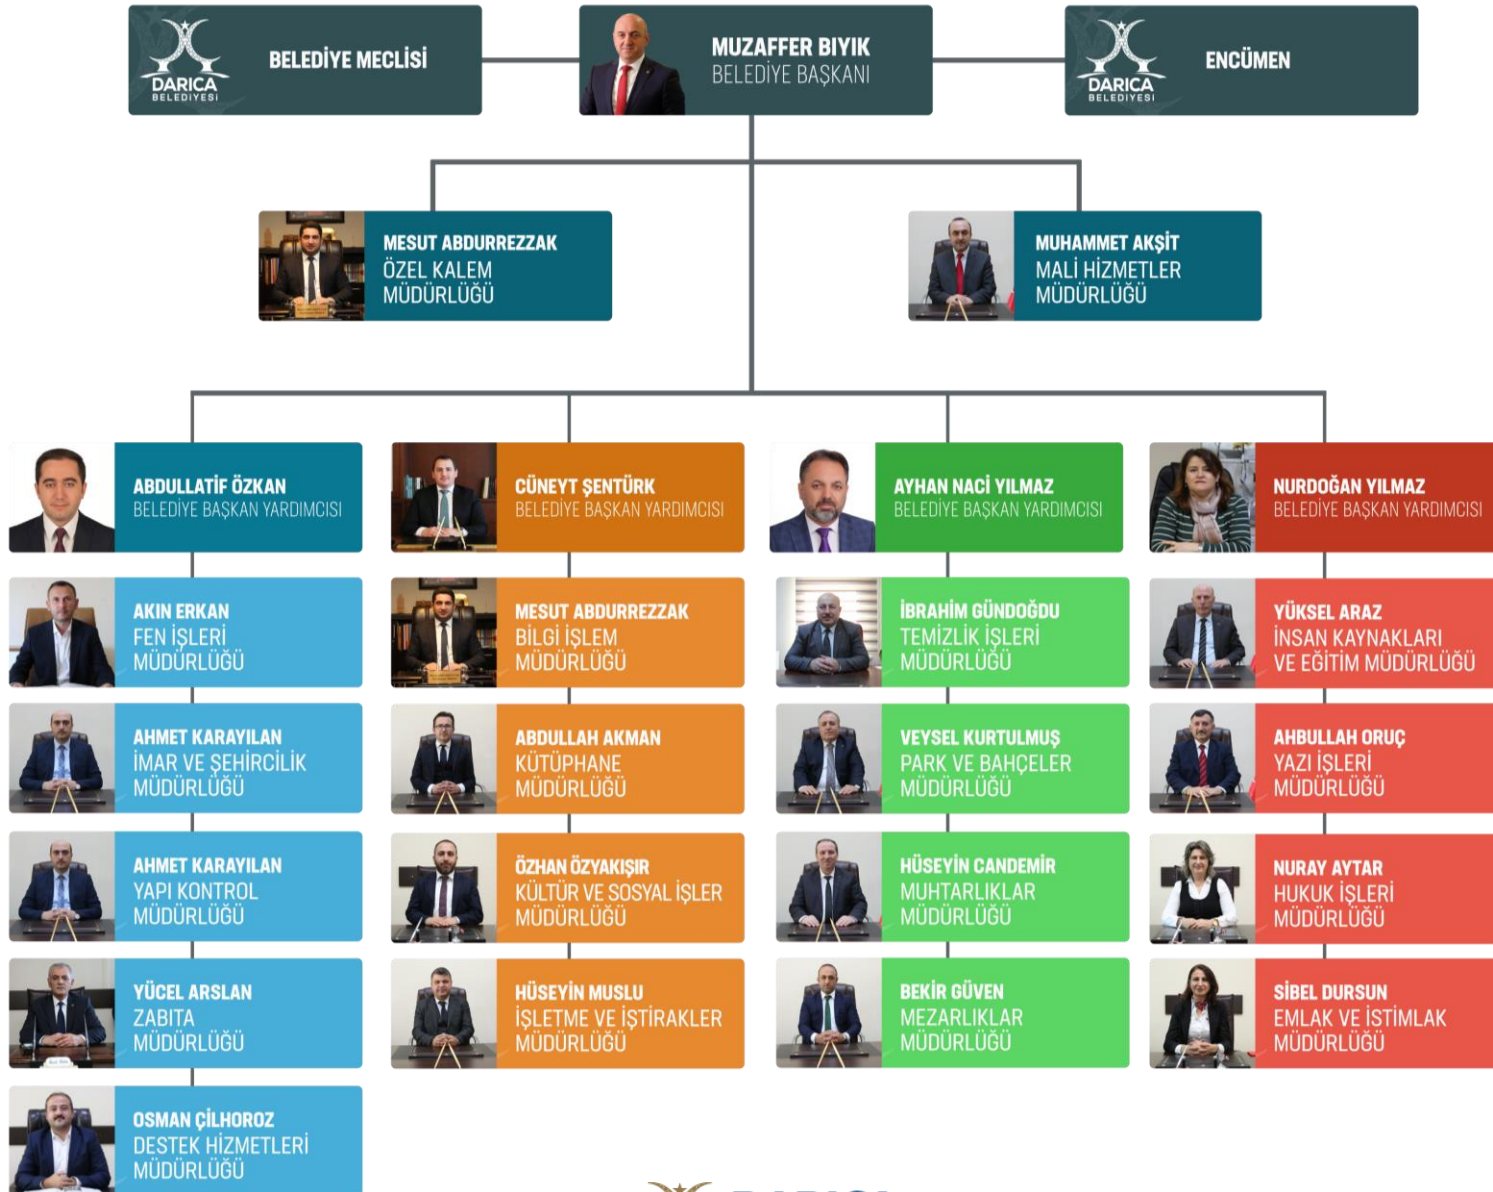 DARICA
BELEDİYESİ
BELEDİYE MECLİSİ
MUZAFFER BIYIK
BELEDİYE BAŞKANI
DARICA
BELEDİYESİ
ENCÜMEN
MESUT ABDURREZZAK
ÖZEL KALEM
MÜDÜRLÜĞÜ
MUHAMMET AKŞİT
MALİ HİZMETLER
MÜDÜRLÜĞÜ
ABDULLATİF ÖZKAN
BELEDİYE BAŞKAN YARDIMCISI
AKIN ERKAN
FEN İŞLERİ
MÜDÜRLÜĞÜ
AHMET KARAYILAN
İMAR VE ŞEHİRCİLİK
MÜDÜRLÜĞÜ
AHMET KARAYILAN
YAPI KONTROL
MÜDÜRLÜĞÜ
YÜCEL ARSLAN
ZABITA
MÜDÜRLÜĞÜ
OSMAN ÇİLHOROZ
DESTEK HİZMETLERİ
MÜDÜRLÜĞÜ
CÜNEYT ŞENTÜRK
BELEDİYE BAŞKAN YARDIMCISI
MESUT ABDURREZZAK
BİLGİ İŞLEM
MÜDÜRLÜĞÜ
ABDULLAH AKMAN
KÜTÜPHANE
MÜDÜRLÜĞÜ
ÖZHAN ÖZYAKIŞIR
KÜLTÜR VE SOSYAL İŞLER
MÜDÜRLÜĞÜ
HÜSEYİN MUSLU
İŞLETME VE İŞTİRAKLER
MÜDÜRLÜĞÜ
AYHAN NACİ YILMAZ
BELEDİYE BAŞKAN YARDIMCISI
İBRAHİM GÜNDOĞDU
TEMİZLİK İŞLERİ
MÜDÜRLÜĞÜ
VEYSEL KURTULMUŞ
PARK VE BAHÇELER
MÜDÜRLÜĞÜ
HÜSEYİN CANDEMİR
MUHTARLIKLAR
MÜDÜRLÜĞÜ
BEKİR GÜVEN
MEZARLIKLAR
MÜDÜRLÜĞÜ
NURDOĞAN YILMAZ
BELEDİYE BAŞKAN YARDIMCISI
YÜKSEL ARAZ
İNSAN KAYNAKLARI
VE EĞİTİM MÜDÜRLÜĞÜ
AHBULLAH ORUÇ
YAZI İŞLERİ
MÜDÜRLÜĞÜ
NURAY AYTAR
HUKUK İŞLERİ
MÜDÜRLÜĞÜ
SİBEL DURSUN
EMLAK VE İSTİMLAK
MÜDÜRLÜĞÜ
DARICA